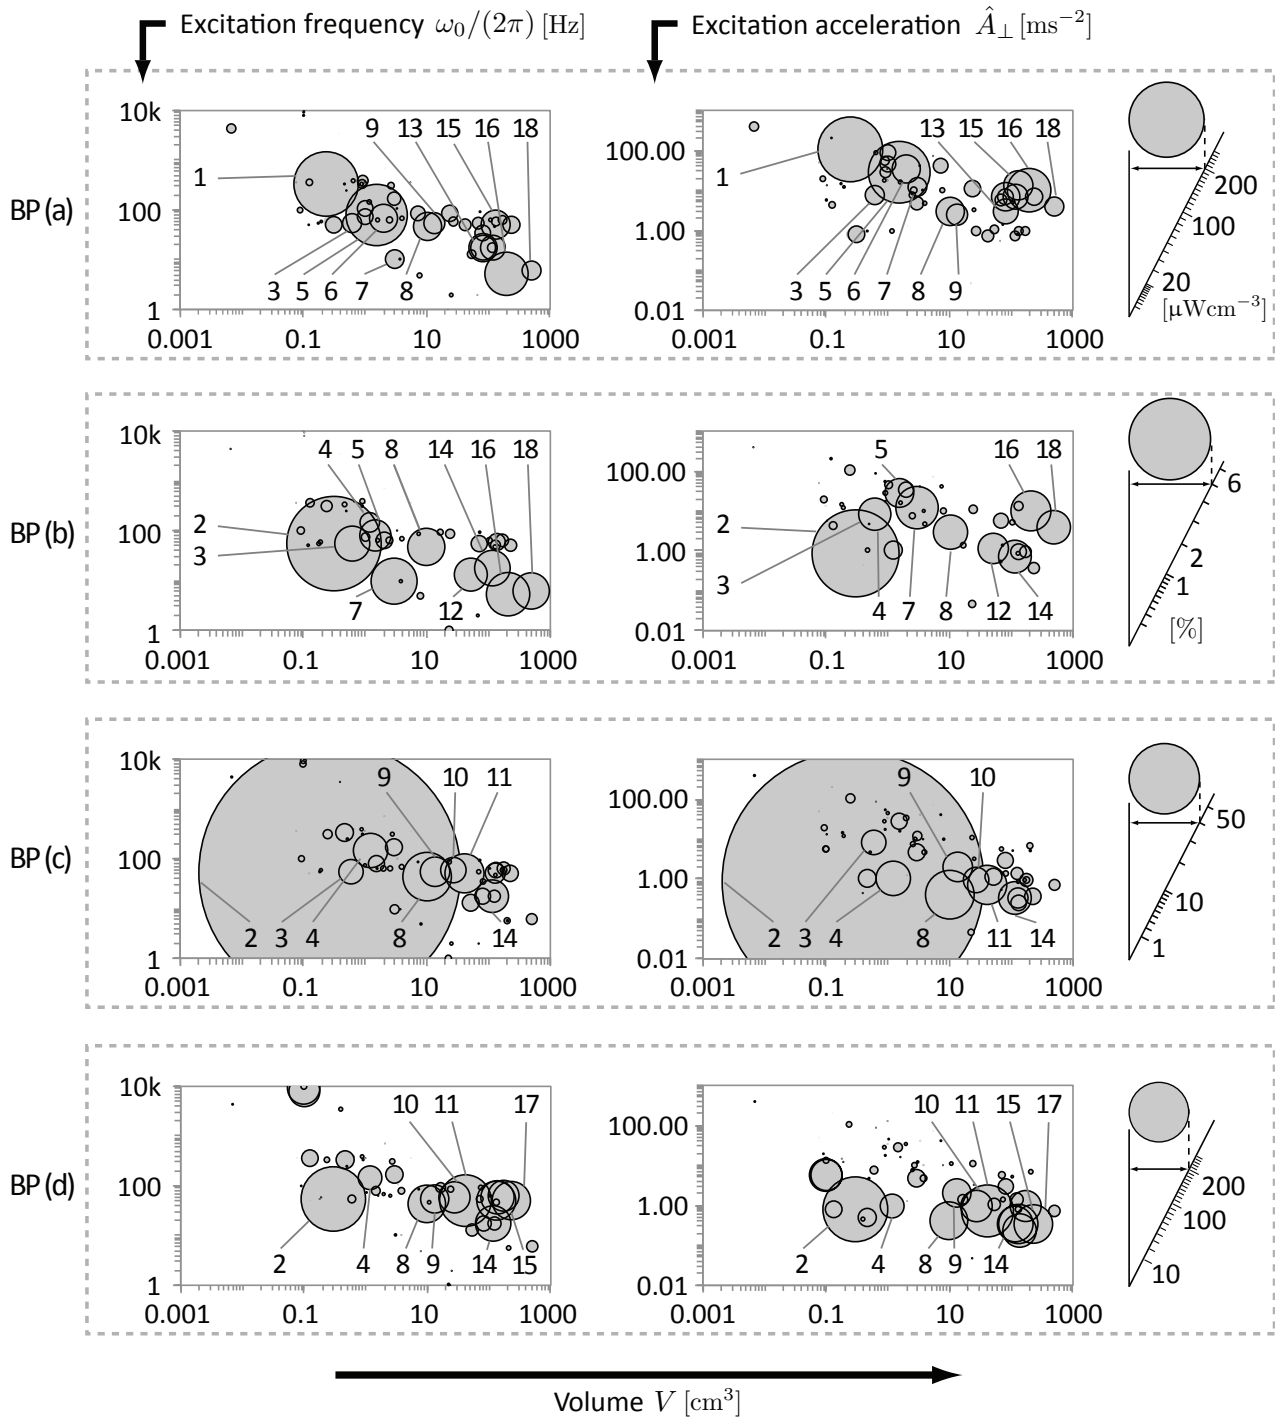 Excitation frequency ω₀/(2π) [Hz]
Excitation acceleration Â⊥ [ms⁻²]
BP (a)
10k
100
1
0.001 0.1 10 1000
9 13 15 16 18
1
3 5 6 7 8
100.00
1.00
0.01
0.001 0.1 10 1000
13 15 16 18
1
3 5 6 7 8 9
200
100
20
[μWcm⁻³]
BP (b)
10k
100
1
0.001 0.1 10 1000
4 5 8 14 16 18
2
3
7 12
100.00
1.00
0.01
0.001 0.1 10 1000
5 16 18
2
3
4 7 8 12 14
6
2
1
[%]
BP (c)
10k
100
1
0.001 0.1 10 1000
9 10 11
2 3 4 8 14
100.00
1.00
0.01
0.001 0.1 10 1000
9 10
2 3 4 8 11 14
50
10
1
BP (d)
10k
100
1
0.001 0.1 10 1000
10 11 17
2 4 8 9 14 15
100.00
1.00
0.01
0.001 0.1 10 1000
10 11 15 17
2 4 8 9 14
200
100
10
Volume V [cm³]